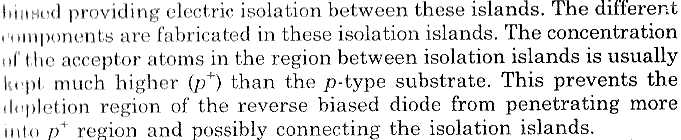 biased providing electric isolation between these islands. The different
components are fabricated in these isolation islands. The concentration
of the acceptor atoms in the region between isolation islands is usually
kept much higher (p⁺) than the p-type substrate. This prevents the
depletion region of the reverse biased diode from penetrating more
into p⁺ region and possibly connecting the isolation islands.